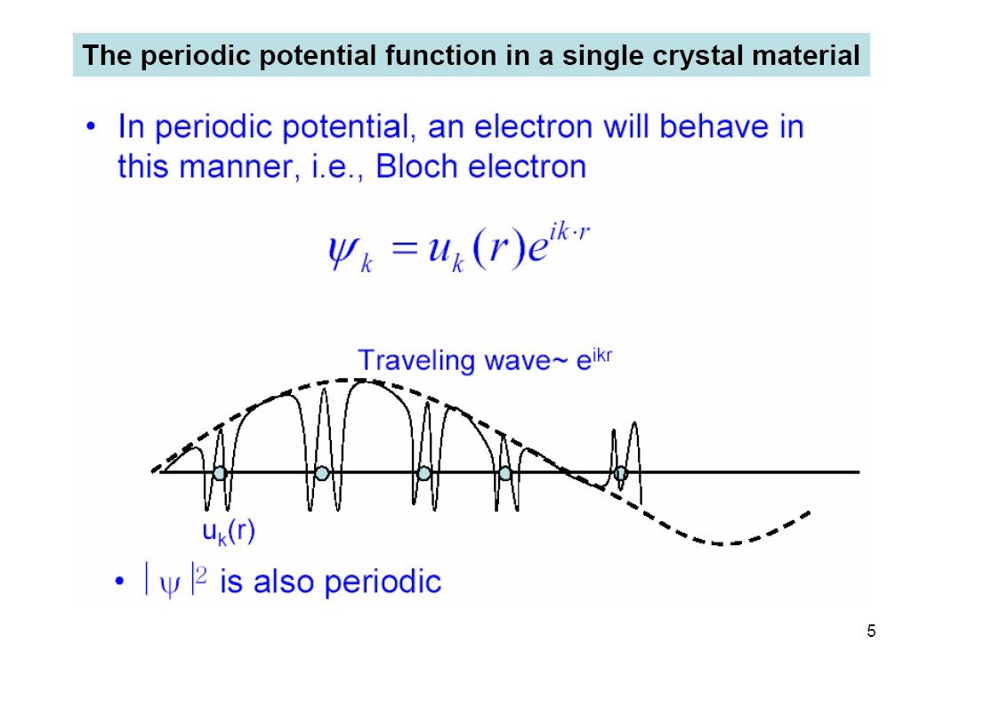 The periodic potential function in a single crystal material
• In periodic potential, an electron will behave in
this manner, i.e., Bloch electron
ψₖ = uₖ(r)e^{ik·r}
Traveling wave~ e^{ikr}
uₖ(r)
• |ψ|² is also periodic
5